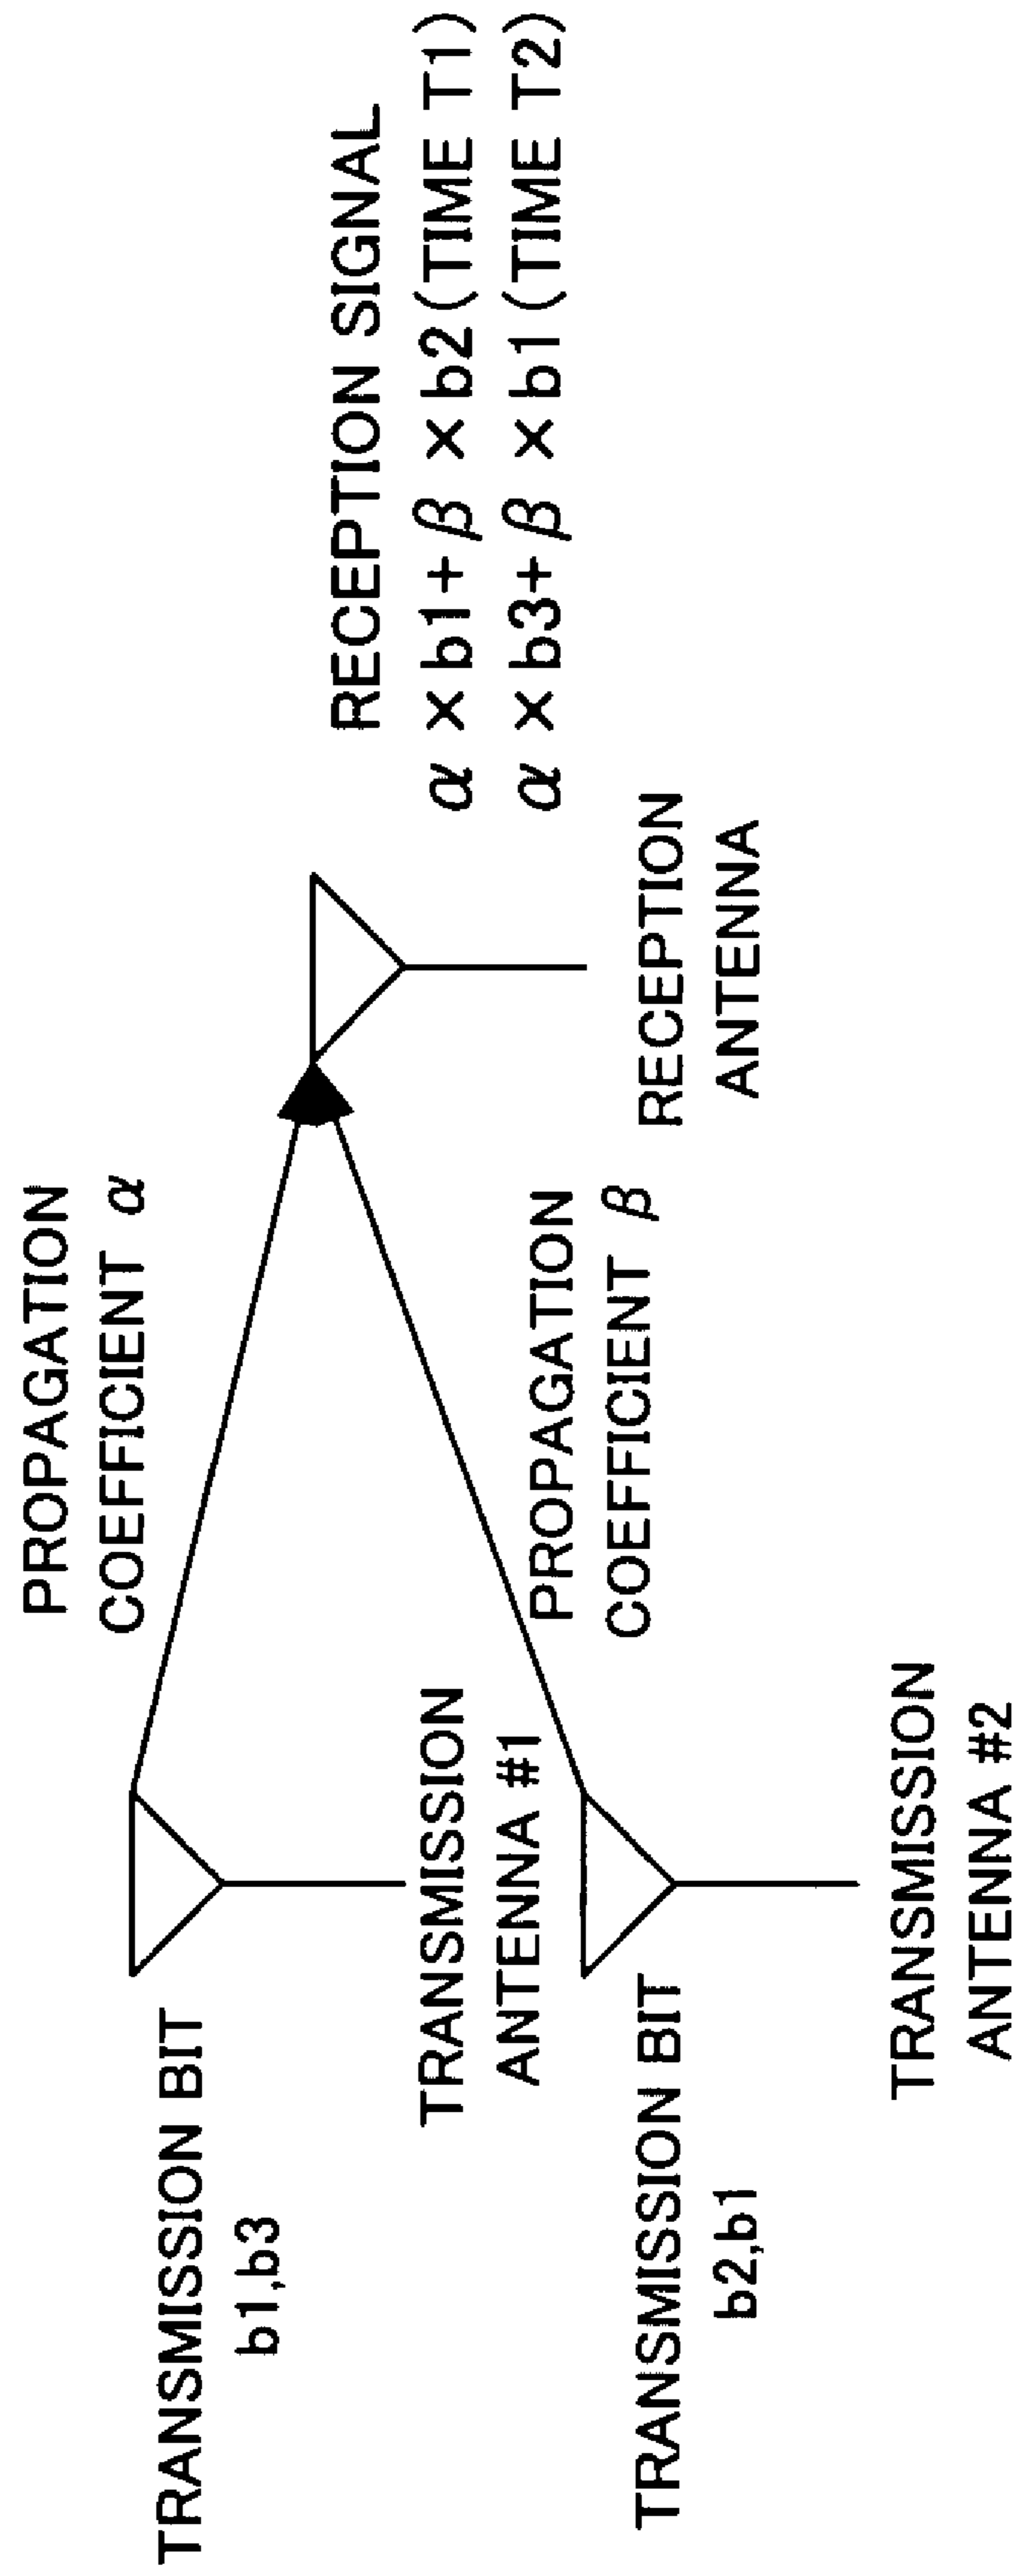 PROPAGATION
COEFFICIENT α
TRANSMISSION BIT
b1,b3
TRANSMISSION
ANTENNA #1
RECEPTION SIGNAL
α×b1+β×b2(TIME T1)
α×b3+β×b1(TIME T2)
PROPAGATION
COEFFICIENT β
RECEPTION
ANTENNA
TRANSMISSION BIT
b2,b1
TRANSMISSION
ANTENNA #2